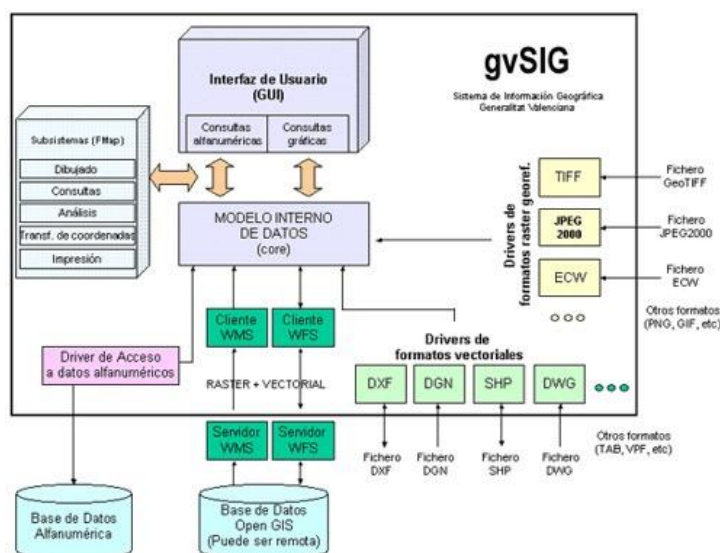 gvSIG
Sistema de Información Geográfica
Generalitat Valenciana
Interfaz de Usuario
(GUI)
Consultas
alfanuméricas
Consultas
gráficas
Subsistemas (FMap)
Dibujado
Consultas
Análisis
Transf. de coordenadas
Impresión
MODELO INTERNO
DE DATOS
(core)
Drivers de
formatos raster georef.
TIFF
Fichero
GeoTIFF
JPEG
2000
Fichero
JPEG2000
ECW
Fichero
ECW
Otros formatos
(PNG, GIF, etc)
Cliente
WMS
Cliente
WFS
Drivers de
formatos vectoriales
Driver de Acceso
a datos alfanuméricos
RASTER + VECTORIAL
DXF
DGN
SHP
DWG
Servidor
WMS
Servidor
WFS
Fichero
DXF
Fichero
DGN
Fichero
SHP
Fichero
DWG
Otros formatos
(TAB, VPF, etc)
Base de Datos
Alfanumérica
Base de Datos
Open GIS
(Puede ser remota)